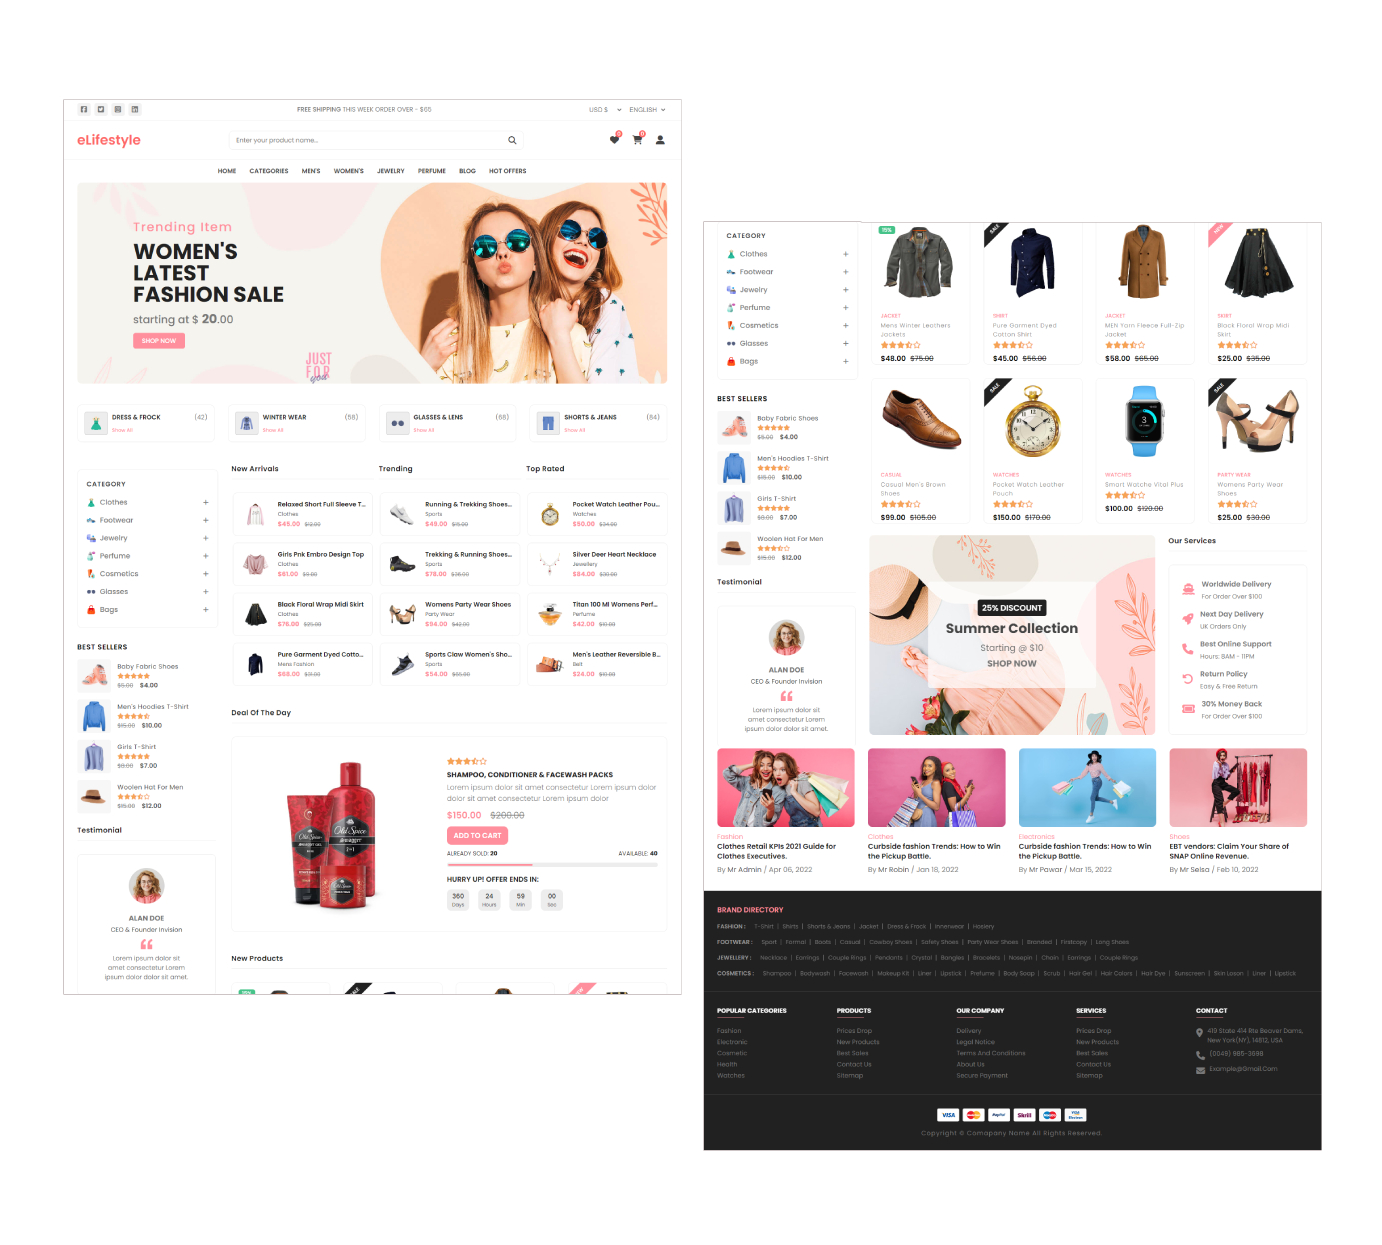 FREE SHIPPING THIS WEEK ORDER OVER - $55
USD $
ENGLISH
eLifestyle
Enter your product name...
0
0
HOME
CATEGORIES
MEN'S
WOMEN'S
JEWELRY
PERFUME
BLOG
HOT OFFERS
Trending Item
WOMEN'S
LATEST
FASHION SALE
starting at $ 20.00
SHOP NOW
JUST
FOR
you
DRESS & FROCK (42)
Show All
WINTER WEAR (58)
Show All
GLASSES & LENS (68)
Show All
SHORTS & JEANS (84)
Show All
CATEGORY
Clothes +
Footwear +
Jewelry +
Perfume +
Cosmetics +
Glasses +
Bags +
BEST SELLERS
Baby Fabric Shoes
$5.00 $4.00
Men's Hoodies T-Shirt
$15.00 $10.00
Girls T-Shirt
$7.00
Woolen Hat For Men
$15.00 $12.00
Testimonial
ALAN DOE
CEO & Founder Invision
Lorem ipsum dolor sit
amet consectetur Lorem
ipsum dolor dolor sit amet.
New Arrivals
Relaxed Short Full Sleeve T...
Clothes
$45.00 $12.00
Girls Pnk Embro Design Top
Clothes
$61.00 $9.00
Black Floral Wrap Midi Skirt
Clothes
$76.00 $25.00
Pure Garment Dyed Cotto...
Mens Fashion
$68.00 $31.00
Trending
Running & Trekking Shoes...
Sports
$49.00 $15.00
Trekking & Running Shoes...
Sports
$78.00 $36.00
Womens Party Wear Shoes
Party Wear
$94.00 $42.00
Sports Claw Women's Sho...
Sports
$54.00 $65.00
Top Rated
Pocket Watch Leather Pou...
Watches
$50.00 $34.00
Silver Deer Heart Necklace
Jewellery
$84.00 $30.00
Titan 100 Ml Womens Perf...
Perfume
$42.00 $10.00
Men's Leather Reversible B...
Belt
$24.00 $10.00
Deal Of The Day
Old Spice
Old Spice
SWAGGER
2-in-1
SHAMPOO, CONDITIONER & FACEWASH PACKS
Lorem ipsum dolor sit amet consectetur Lorem ipsum dolor
dolor sit amet consectetur Lorem ipsum dolor
$150.00 $200.00
ADD TO CART
ALREADY SOLD: 20
AVAILABLE: 40
HURRY UP! OFFER ENDS IN:
360 24 59 00
Days Hours Min Sec
New Products
15%
SALE
NEW
CATEGORY
Clothes +
Footwear +
Jewelry +
Perfume +
Cosmetics +
Glasses +
Bags +
BEST SELLERS
Baby Fabric Shoes
$5.00 $4.00
Men's Hoodies T-Shirt
$15.00 $10.00
Girls T-Shirt
$7.00
Woolen Hat For Men
$15.00 $12.00
Testimonial
ALAN DOE
CEO & Founder Invision
Lorem ipsum dolor sit
amet consectetur Lorem
ipsum dolor dolor sit amet.
15%
JACKET
Mens Winter Leathers
Jackets
$48.00 $75.00
SALE
SHIRT
Pure Garment Dyed
Cotton Shirt
$45.00 $56.00
JACKET
MEN Yarn Fleece Full-Zip
Jacket
$58.00 $65.00
NEW
SKIRT
Black Floral Wrap Midi
Skirt
$25.00 $35.00
CASUAL
Casual Men's Brown
Shoes
$99.00 $105.00
SALE
WATCHES
Pocket Watch Leather
Pouch
$150.00 $170.00
WATCHES
Smart Watche Vital Plus
$100.00 $120.00
SALE
PARTY WEAR
Womens Party Wear
Shoes
$25.00 $30.00
25% DISCOUNT
Summer Collection
Starting @ $10
SHOP NOW
Our Services
Worldwide Delivery
For Order Over $100
Next Day Delivery
UK Orders Only
Best Online Support
Hours: 8AM - 11PM
Return Policy
Easy & Free Return
30% Money Back
For Order Over $100
Fashion
Clothes Retail KPIs 2021 Guide for
Clothes Executives.
By Mr Admin / Apr 06, 2022
Clothes
Curbside fashion Trends: How to Win
the Pickup Battle.
By Mr Robin / Jan 18, 2022
Electronics
Curbside fashion Trends: How to Win
the Pickup Battle.
By Mr Pawar / Mar 15, 2022
Shoes
EBT vendors: Claim Your Share of
SNAP Online Revenue.
By Mr Selsa / Feb 10, 2022
BRAND DIRECTORY
FASHION : T-Shirt | Shirts | Shorts & Jeans | Jacket | Dress & Frock | Innerwear | Hosiery
FOOTWEAR : Sport | Formal | Boots | Casual | Cowboy Shoes | Safety Shoes | Party Wear Shoes | Branded | Firstcopy | Long Shoes
JEWELLERY : Necklace | Earrings | Couple Rings | Pendants | Crystal | Bangles | Bracelets | Nosepin | Chain | Earrings | Couple Rings
COSMETICS : Shampoo | Bodywash | Facewash | Makeup Kit | Liner | Lipstick | Prefume | Body Soap | Scrub | Hair Gel | Hair Colors | Hair Dye | Sunscreen | Skin Loson | Liner | Lipstick
POPULAR CATEGORIES
Fashion
Electronic
Cosmetic
Health
Watches
PRODUCTS
Prices Drop
New Products
Best Sales
Contact Us
Sitemap
OUR COMPANY
Delivery
Legal Notice
Terms And Conditions
About Us
Secure Payment
SERVICES
Prices Drop
New Products
Best Sales
Contact Us
Sitemap
CONTACT
419 State 414 Rte Beaver Dams,
New York(NY), 14812, USA
(0049) 985-3698
Example@Gmail.Com
VISA
PayPal
Skrill
VISA
Electron
Copyright © Comapany Name All Rights Reserved.